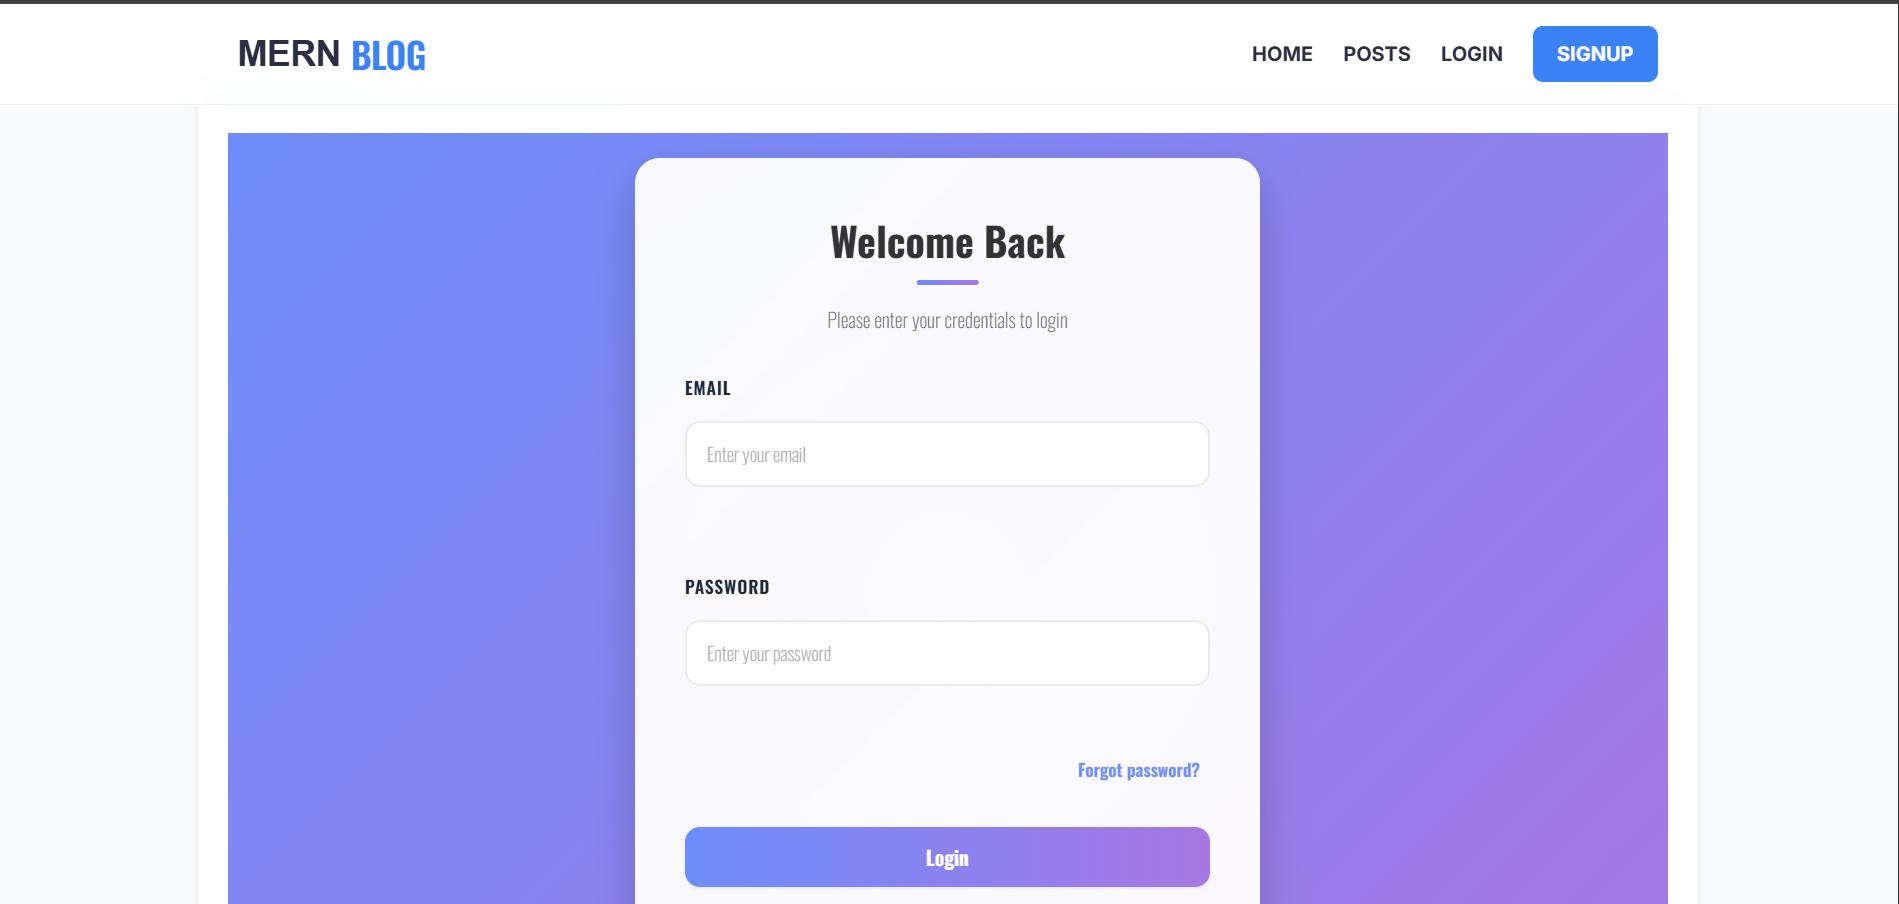 MERN BLOG
HOME POSTS LOGIN SIGNUP
Welcome Back
Please enter your credentials to login
EMAIL
Enter your email
PASSWORD
Enter your password
Forgot password?
Login